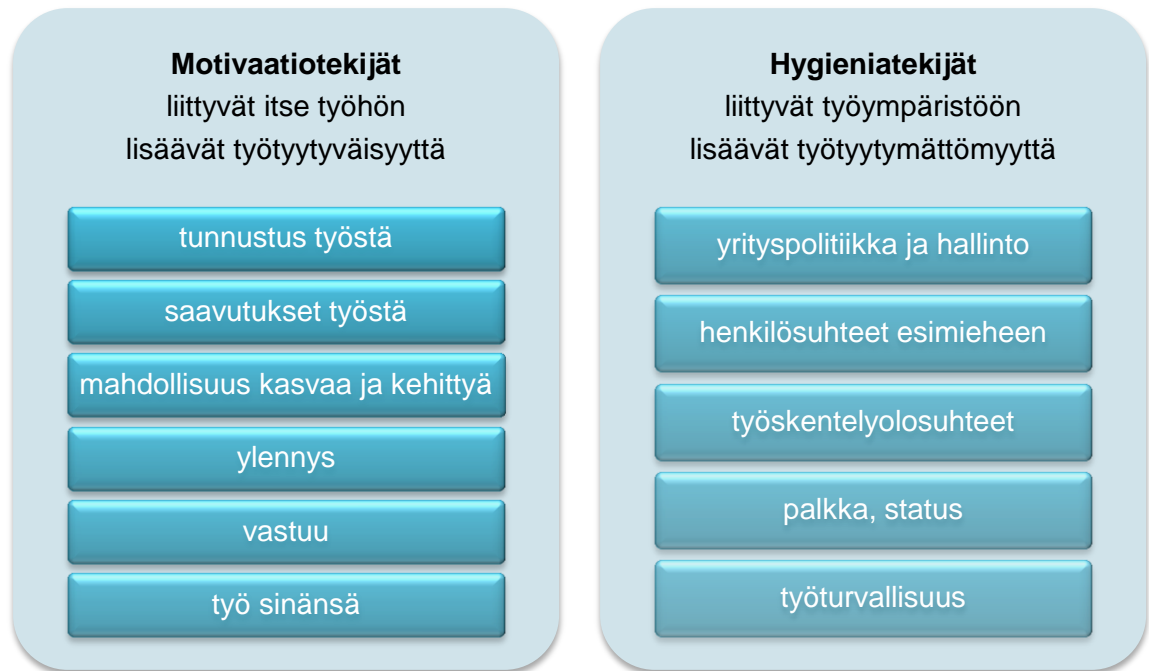 Motivaatiotekijät
liittyvät itse työhön
lisäävät työtyytyväisyyttä
tunnustus työstä
saavutukset työstä
mahdollisuus kasvaa ja kehittyä
ylennys
vastuu
työ sinänsä
Hygieniatekijät
liittyvät työympäristöön
lisäävät työtyytymättömyyttä
yrityspolitiikka ja hallinto
henkilösuhteet esimieheen
työskentelyolosuhteet
palkka, status
työturvallisuus